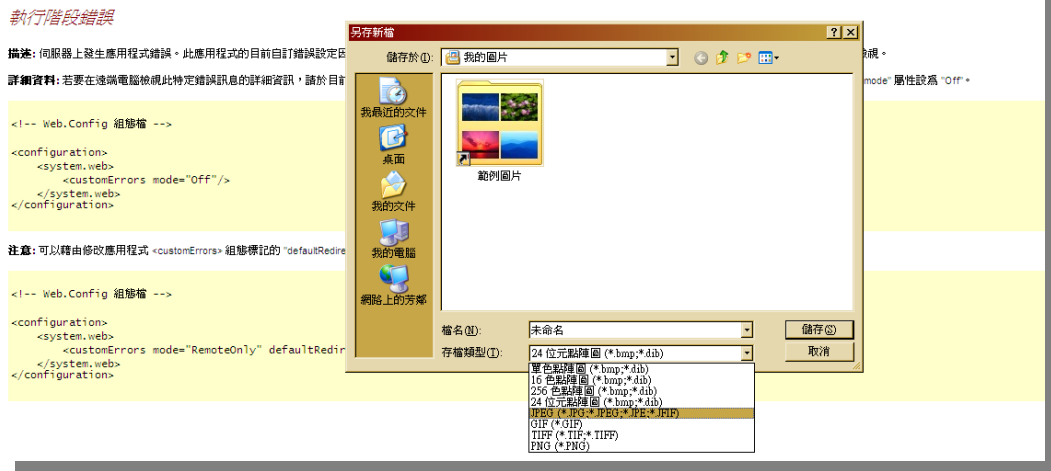 執行階段錯誤
描述: 伺服器上發生應用程式錯誤。此應用程式的目前自訂錯誤設定因
檢視。
詳細資料: 若要在遠端電腦檢視此特定錯誤訊息的詳細資訊，請於目前
mode" 屬性設為 "Off"。
<!-- Web.Config 組態檔 -->
<configuration>
<system.web>
<customErrors mode="Off"/>
</system.web>
</configuration>
注意: 可以藉由修改應用程式 <customErrors> 組態標記的 "defaultRedire
<!-- Web.Config 組態檔 -->
<configuration>
<system.web>
<customErrors mode="RemoteOnly" defaultRedir
</system.web>
</configuration>
另存新檔
儲存於(I):
我的圖片
我最近的文件
桌面
我的文件
我的電腦
網路上的芳鄰
範例圖片
檔名(N):
未命名
儲存(S)
存檔類型(T):
24 位元點陣圖 (*.bmp;*.dib)
取消
單色點陣圖 (*.bmp;*.dib)
16 色點陣圖 (*.bmp;*.dib)
256 色點陣圖 (*.bmp;*.dib)
24 位元點陣圖 (*.bmp;*.dib)
JPEG (*.JPG;*.JPEG;*.JPE;*.JFIF)
GIF (*.GIF)
TIFF (*.TIF;*.TIFF)
PNG (*.PNG)